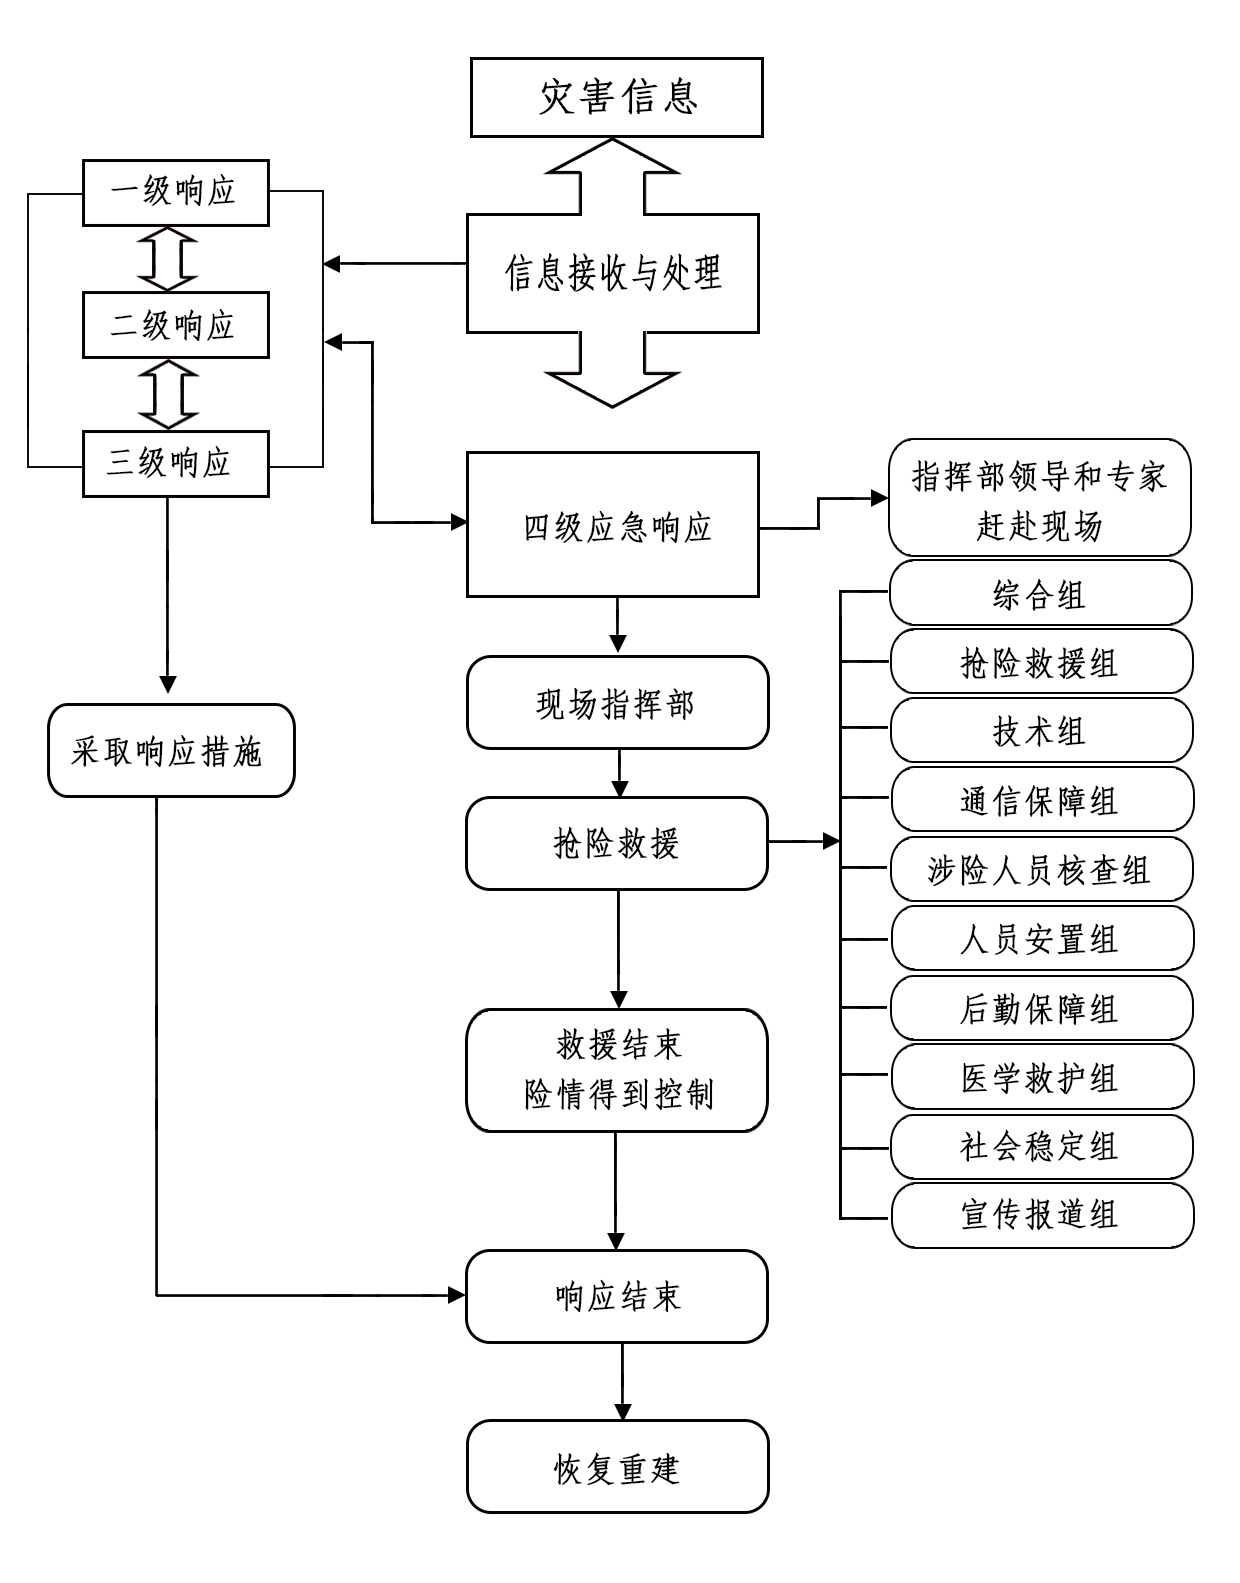 灾害信息
一级响应
信息接收与处理
二级响应
三级响应
四级应急响应
指挥部领导和专家
赶赴现场
综合组
抢险救援组
现场指挥部
技术组
采取响应措施
通信保障组
抢险救援
涉险人员核查组
人员安置组
后勤保障组
救援结束
险情得到控制
医学救护组
社会稳定组
宣传报道组
响应结束
恢复重建